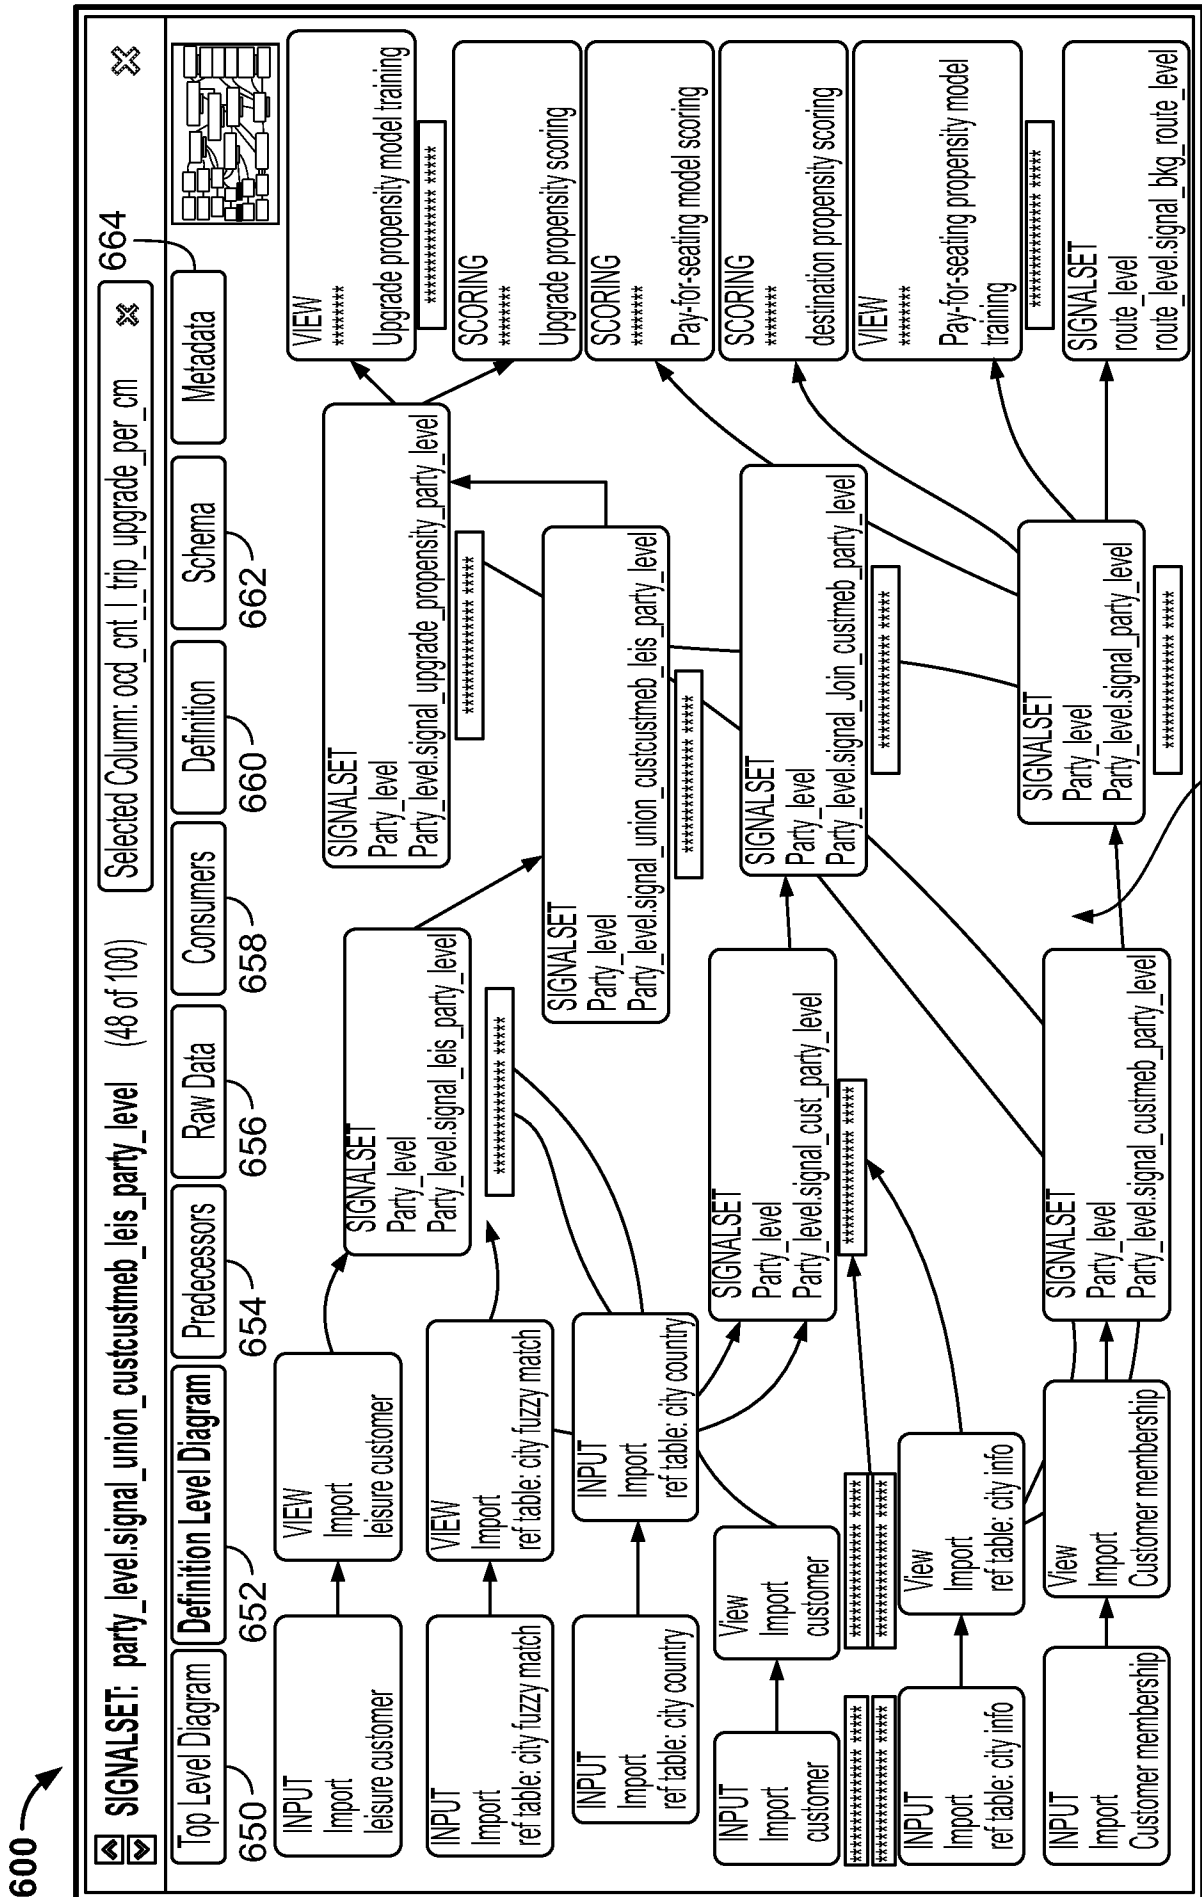 600
SIGNALSET: party_level.signal_union_custcustmeb_leis_party_level (48 of 100)
Selected Column: ocd_cnt_l_trip_upgrade_per_cm
664
Top Level Diagram
Definition Level Diagram
Predecessors
Raw Data
Consumers
Definition
Schema
Metadata
650
652
654
656
658
660
662
INPUT
Import
leisure customer
VIEW
Import
leisure customer
INPUT
Import
ref table: city fuzzy match
VIEW
Import
ref table: city fuzzy match
INPUT
Import
ref table: city country
INPUT
Import
ref table: city country
INPUT
Import
customer
View
Import
customer
********************** *****
********************** *****
********************** *****
********************** *****
INPUT
Import
ref table: city info
View
Import
ref table: city info
INPUT
Import
Customer membership
View
Import
Customer membership
SIGNALSET
Party_level
Party_level.signal_leis_party_level
********************** *****
SIGNALSET
Party_level
Party_level.signal_cust_party_level
********************** *****
SIGNALSET
Party_level
Party_level.signal_custmeb_party_level
SIGNALSET
Party_level
Party_level.signal_upgrade_propensity_party_level
********************** *****
SIGNALSET
Party_level
Party_level.signal_union_custcustmeb_leis_party_level
********************** *****
SIGNALSET
Party_level
Party_level.signal_Join_custmeb_party_level
********************** *****
SIGNALSET
Party_level
Party_level.signal_party_level
********************** *****
VIEW
********
Upgrade propensity model training
********************** *****
SCORING
******
Upgrade propensity scoring
SCORING
******
Pay-for-seating model scoring
SCORING
******
destination propensity scoring
VIEW
********
Pay-for-seating propensity model
training
********************** *****
SIGNALSET
route_level
route_level.signal_bkg_route_level